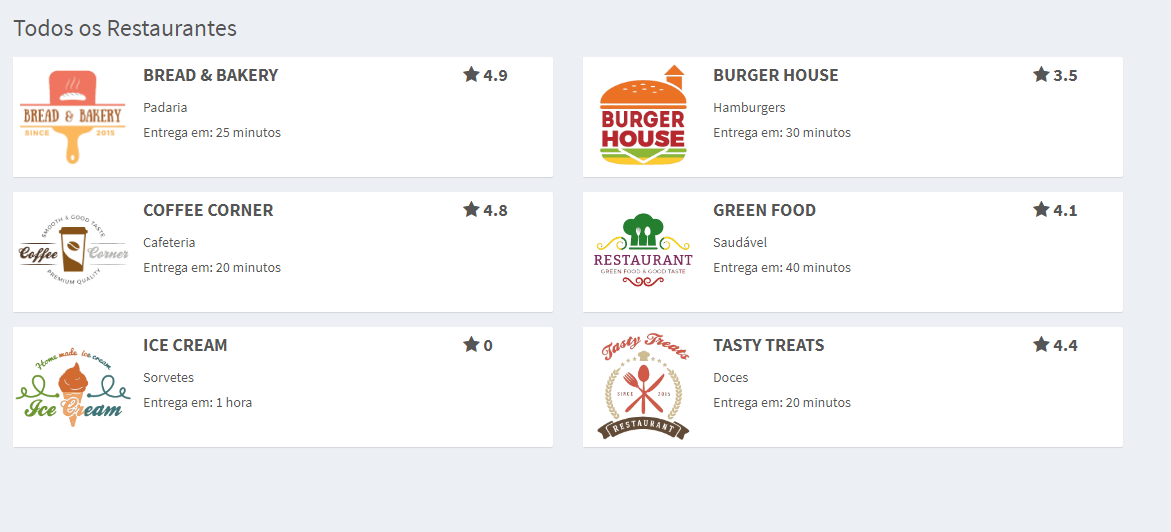 Todos os Restaurantes
BREAD & BAKERY
SINCE 2015
BREAD & BAKERY
4.9
Padaria
Entrega em: 25 minutos
BURGER
HOUSE
BURGER HOUSE
3.5
Hamburgers
Entrega em: 30 minutos
SMOOTH & GOOD TASTE
Coffee Corner
PREMIUM QUALITY
COFFEE CORNER
4.8
Cafeteria
Entrega em: 20 minutos
RESTAURANT
GREEN FOOD & GOOD TASTE
GREEN FOOD
4.1
Saudável
Entrega em: 40 minutos
Home made ice cream
Ice Cream
ICE CREAM
0
Sorvetes
Entrega em: 1 hora
Tasty Treats
SINCE 2015
RESTAURANT
TASTY TREATS
4.4
Doces
Entrega em: 20 minutos